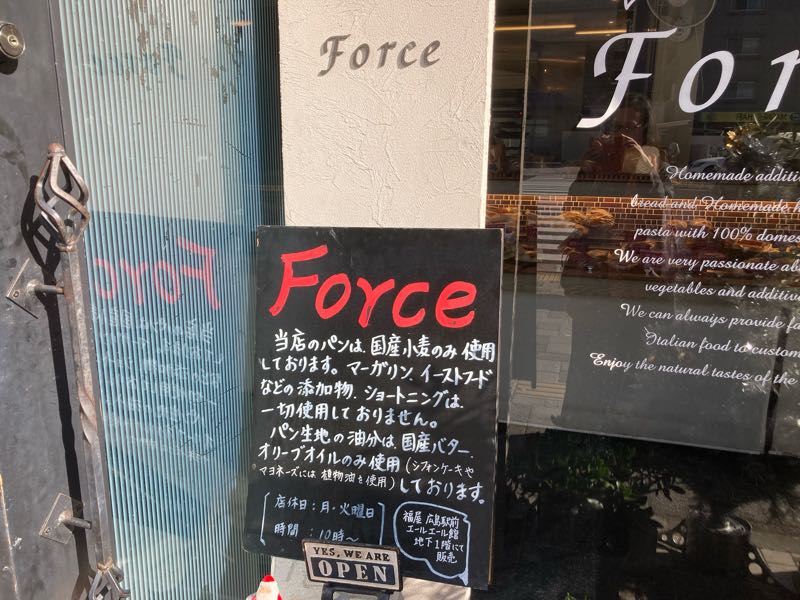 Force
Force
当店のパンは、国産小麦のみ使用
しております。マーガリン、イーストフード
などの添加物、ショートニングは、
一切使用しておりません。
パン生地の油分は、国産バター、
オリーブオイルのみ使用(シフォンケーキや
マヨネーズには植物油を使用)しております。
店休日:月・火曜日
時間:10時〜
福屋 広島駅前
エールエール館
地下1階にて
販売
YES, WE ARE
OPEN
For
Homemade additi
bread and Homemade h
pasta with 100% domes
We are very passionate ab
vegetables and additiv
We can always provide fa
Italian food to custom
Enjoy the natural tastes of the